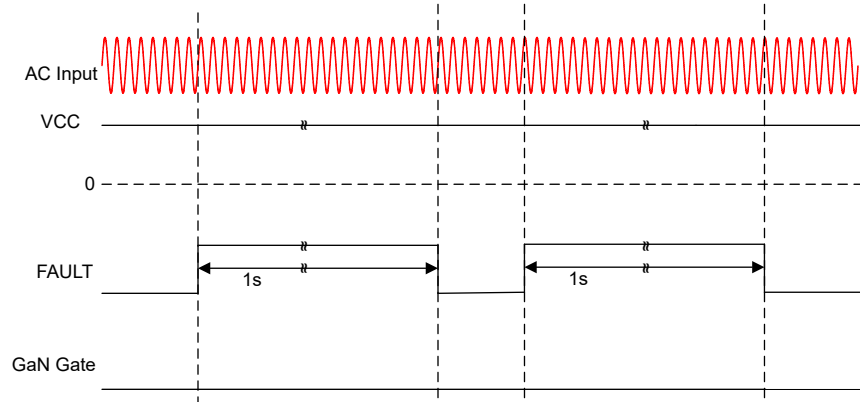 AC Input
VCC
0
FAULT
1s
1s
GaN Gate